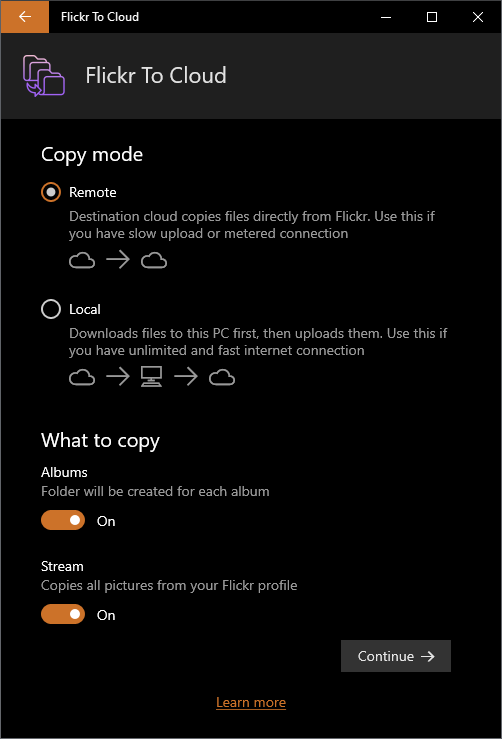 Flickr To Cloud
Flickr To Cloud
Copy mode
Remote
Destination cloud copies files directly from Flickr. Use this if
you have slow upload or metered connection
Local
Downloads files to this PC first, then uploads them. Use this if
you have unlimited and fast internet connection
What to copy
Albums
Folder will be created for each album
On
Stream
Copies all pictures from your Flickr profile
On
Continue
Learn more